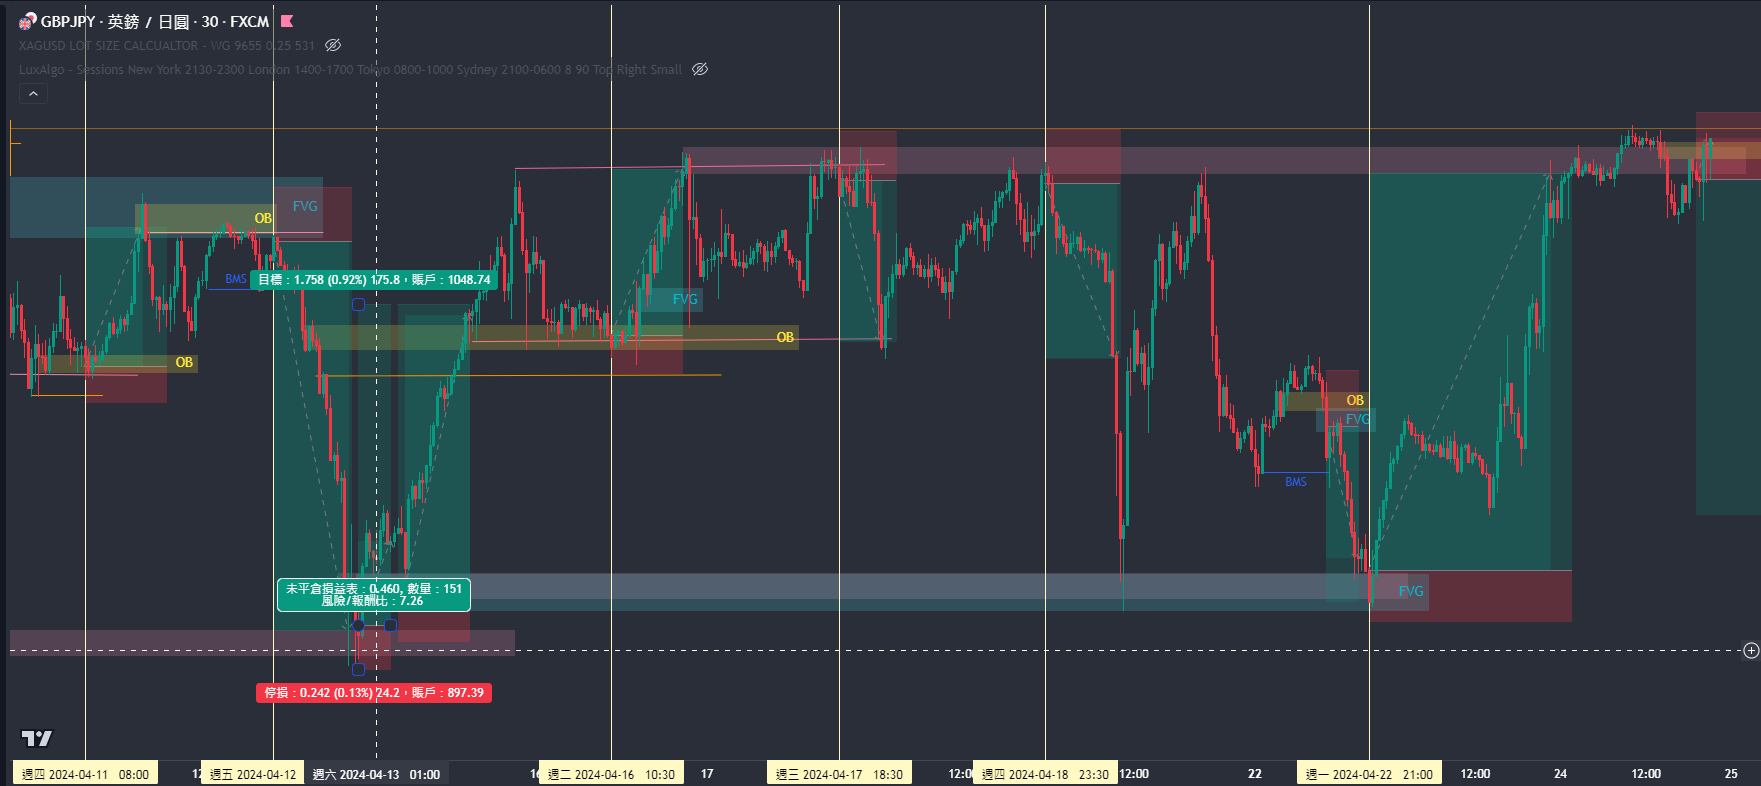 GBPJPY · 英鎊 / 日圓 · 30 · FXCM
XAGUSD LOT SIZE CALCUALTOR - WG 9655 0.25 531
LuxAlgo - Sessions New York 2130-2300 London 1400-1700 Tokyo 0800-1000 Sydney 2100-0600 8 90 Top Right Small
OB
FVG
BMS
目標：1.758 (0.92%) 175.8，賬戶：1048.74
FVG
OB
OB
OB
FVG
BMS
未平倉損益表：0.460, 數量：151
風險/報酬比：7.26
FVG
停損：0.242 (0.13%) 24.2，賬戶：897.39
週四 2024-04-11 08:00
12
週五 2024-04-12
週六 2024-04-13 01:00
16
週二 2024-04-16 10:30
17
週三 2024-04-17 18:30
12:00
週四 2024-04-18 23:30
12:00
22
週一 2024-04-22 21:00
12:00
24
12:00
25